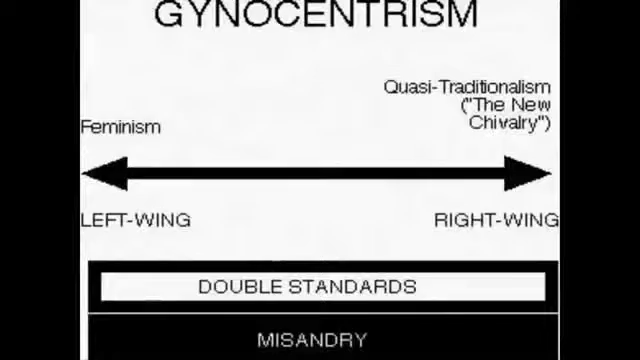 GYNOCENTRISM
Quasi-Traditionalism
("The New
Chivalry")
Feminism
LEFT-WING
RIGHT-WING
DOUBLE STANDARDS
MISANDRY